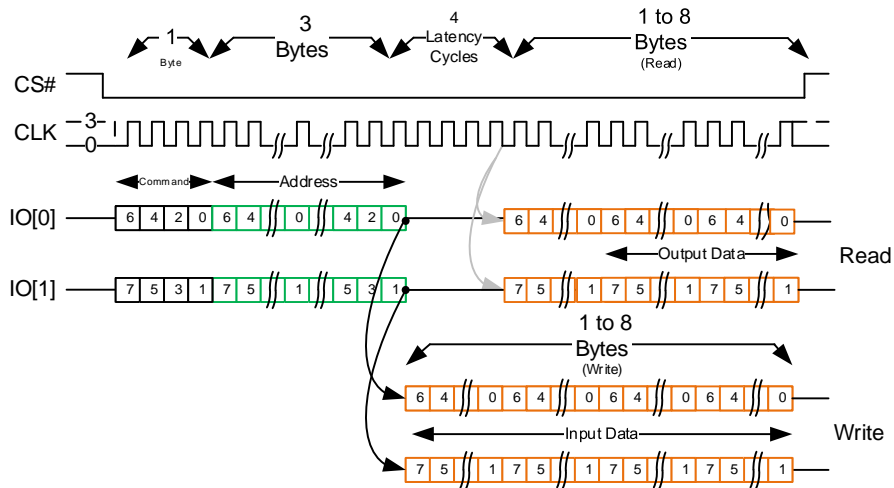 1
Byte
3
Bytes
4
Latency
Cycles
1 to 8
Bytes
(Read)
CS#
CLK
3
0
Command
Address
IO[0]
6 4 2 0 6 4 0 4 2 0
6 4 0 6 4 0 6 4 0
Output Data
Read
IO[1]
7 5 3 1 7 5 1 5 3 1
7 5 1 7 5 1 7 5 1
1 to 8
Bytes
(Write)
6 4 0 6 4 0 6 4 0 6 4 0
Input Data
Write
7 5 1 7 5 1 7 5 1 7 5 1